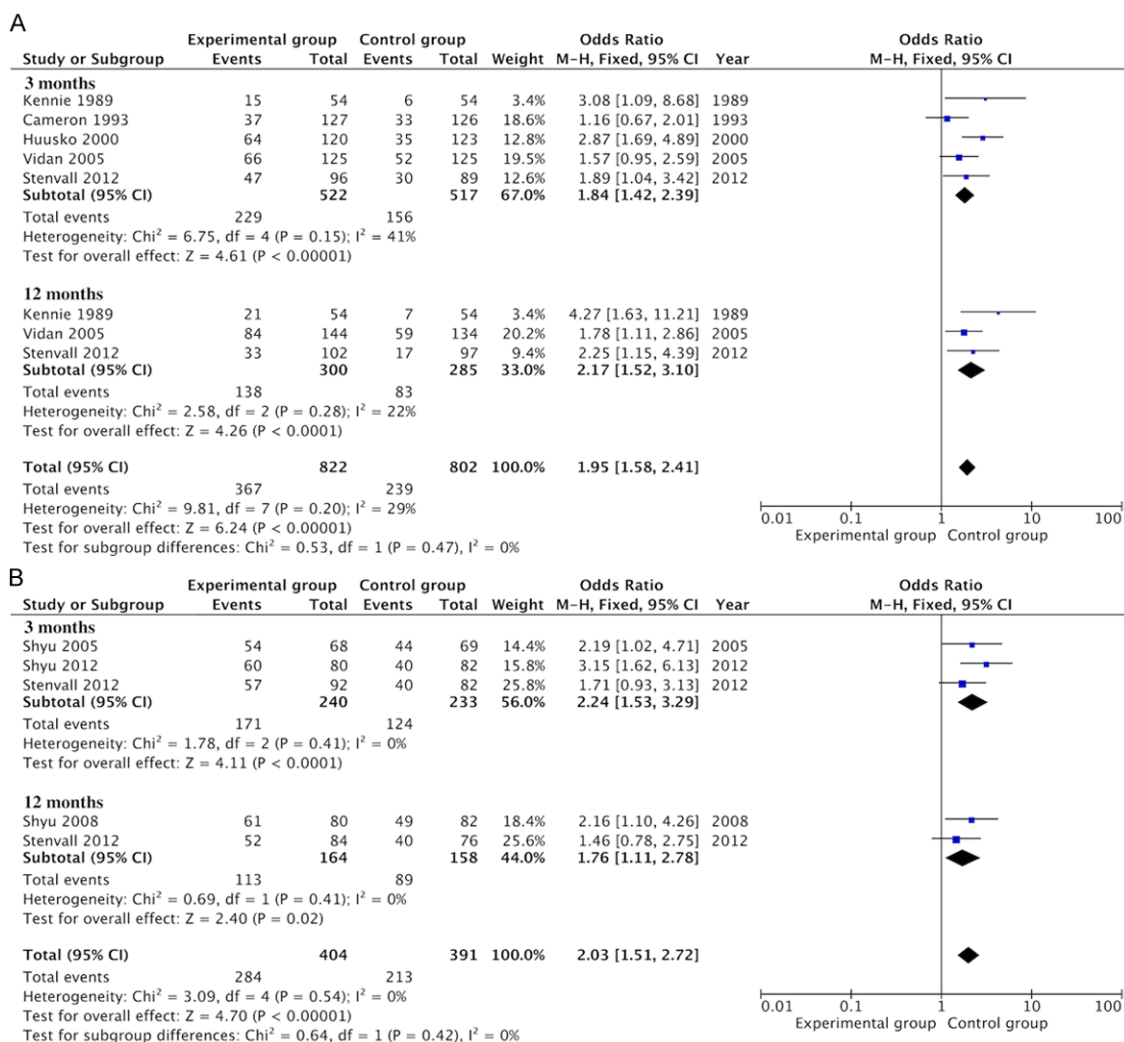 A
Experimental group Control group Odds Ratio Odds Ratio
Study or Subgroup Events Total Events Total Weight M-H, Fixed, 95% CI Year M-H, Fixed, 95% CI
3 months
Kennie 1989 15 54 6 54 3.4% 3.08 [1.09, 8.68] 1989
Cameron 1993 37 127 33 126 18.6% 1.16 [0.67, 2.01] 1993
Huusko 2000 64 120 35 123 12.8% 2.87 [1.69, 4.89] 2000
Vidan 2005 66 125 52 125 19.5% 1.57 [0.95, 2.59] 2005
Stenvall 2012 47 96 30 89 12.6% 1.89 [1.04, 3.42] 2012
Subtotal (95% CI) 522 517 67.0% 1.84 [1.42, 2.39]
Total events 229 156
Heterogeneity: Chi² = 6.75, df = 4 (P = 0.15); I² = 41%
Test for overall effect: Z = 4.61 (P < 0.00001)
12 months
Kennie 1989 21 54 7 54 3.4% 4.27 [1.63, 11.21] 1989
Vidan 2005 84 144 59 134 20.2% 1.78 [1.11, 2.86] 2005
Stenvall 2012 33 102 17 97 9.4% 2.25 [1.15, 4.39] 2012
Subtotal (95% CI) 300 285 33.0% 2.17 [1.52, 3.10]
Total events 138 83
Heterogeneity: Chi² = 2.58, df = 2 (P = 0.28); I² = 22%
Test for overall effect: Z = 4.26 (P < 0.0001)
Total (95% CI) 822 802 100.0% 1.95 [1.58, 2.41]
Total events 367 239
Heterogeneity: Chi² = 9.81, df = 7 (P = 0.20); I² = 29%
Test for overall effect: Z = 6.24 (P < 0.00001)
Test for subgroup differences: Chi² = 0.53, df = 1 (P = 0.47), I² = 0%
0.01 0.1 1 10 100
Experimental group Control group
B
Experimental group Control group Odds Ratio Odds Ratio
Study or Subgroup Events Total Events Total Weight M-H, Fixed, 95% CI Year M-H, Fixed, 95% CI
3 months
Shyu 2005 54 68 44 69 14.4% 2.19 [1.02, 4.71] 2005
Shyu 2012 60 80 40 82 15.8% 3.15 [1.62, 6.13] 2012
Stenvall 2012 57 92 40 82 25.8% 1.71 [0.93, 3.13] 2012
Subtotal (95% CI) 240 233 56.0% 2.24 [1.53, 3.29]
Total events 171 124
Heterogeneity: Chi² = 1.78, df = 2 (P = 0.41); I² = 0%
Test for overall effect: Z = 4.11 (P < 0.0001)
12 months
Shyu 2008 61 80 49 82 18.4% 2.16 [1.10, 4.26] 2008
Stenvall 2012 52 84 40 76 25.6% 1.46 [0.78, 2.75] 2012
Subtotal (95% CI) 164 158 44.0% 1.76 [1.11, 2.78]
Total events 113 89
Heterogeneity: Chi² = 0.69, df = 1 (P = 0.41); I² = 0%
Test for overall effect: Z = 2.40 (P = 0.02)
Total (95% CI) 404 391 100.0% 2.03 [1.51, 2.72]
Total events 284 213
Heterogeneity: Chi² = 3.09, df = 4 (P = 0.54); I² = 0%
Test for overall effect: Z = 4.70 (P < 0.00001)
Test for subgroup differences: Chi² = 0.64, df = 1 (P = 0.42), I² = 0%
0.01 0.1 1 10 100
Experimental group Control group